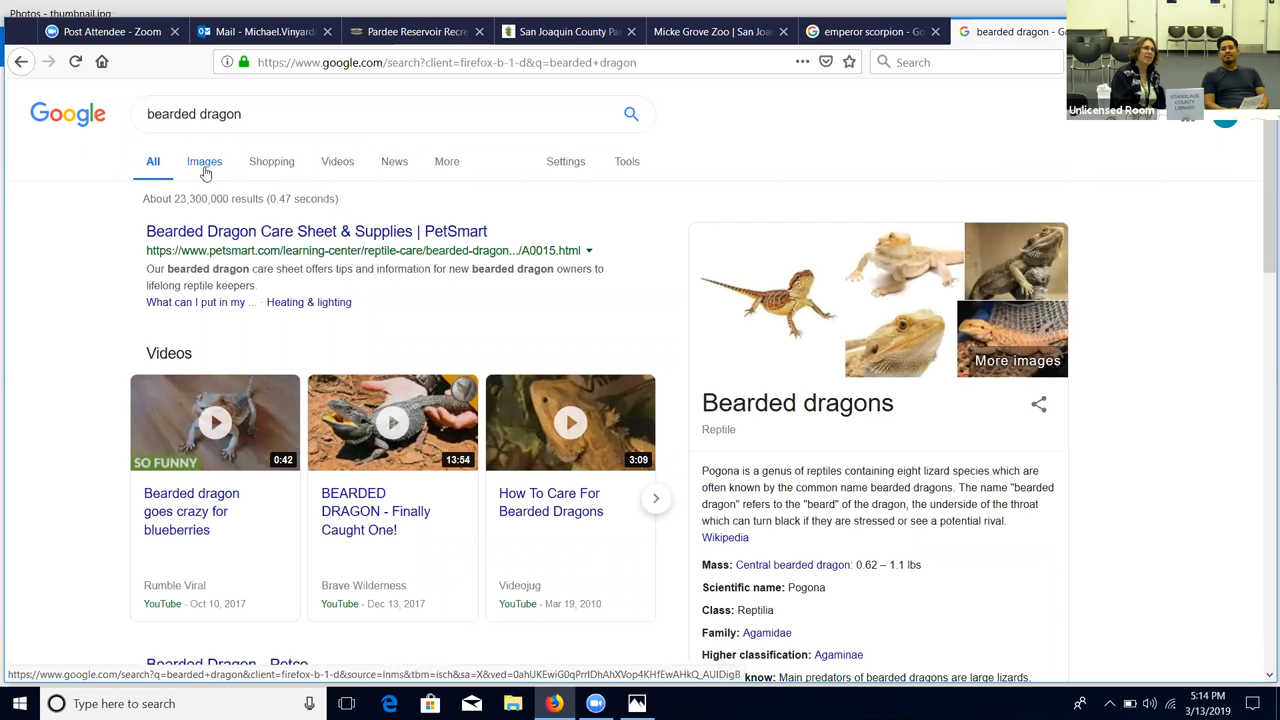 Photos - thumbnail.jpg
Post Attendee - Zoom
Mail - Michael.Vinyard
Pardee Reservoir Recre
San Joaquin County Pa
Micke Grove Zoo | San Joa
emperor scorpion - Go
bearded dragon - G
https://www.google.com/search?client=firefox-b-1-d&q=bearded+dragon
Search
Unlicensed Room
STANISLAUS
COUNTY
LIBRARY
Google
bearded dragon
All
Images
Shopping
Videos
News
More
Settings
Tools
About 23,300,000 results (0.47 seconds)
Bearded Dragon Care Sheet & Supplies | PetSmart
https://www.petsmart.com/learning-center/reptile-care/bearded-dragon.../A0015.html
Our bearded dragon care sheet offers tips and information for new bearded dragon owners to
lifelong reptile keepers.
What can I put in my ... · Heating & lighting
Videos
SO FUNNY
0:42
13:54
3:09
Bearded dragon
goes crazy for
blueberries
Rumble Viral
YouTube - Oct 10, 2017
BEARDED
DRAGON - Finally
Caught One!
Brave Wilderness
YouTube - Dec 13, 2017
How To Care For
Bearded Dragons
Videojug
YouTube - Mar 19, 2010
Bearded Dragon - Petco
More images
Bearded dragons
Reptile
Pogona is a genus of reptiles containing eight lizard species which are
often known by the common name bearded dragons. The name "bearded
dragon" refers to the "beard" of the dragon, the underside of the throat
which can turn black if they are stressed or see a potential rival.
Wikipedia
Mass: Central bearded dragon: 0.62 – 1.1 lbs
Scientific name: Pogona
Class: Reptilia
Family: Agamidae
Higher classification: Agaminae
know: Main predators of bearded dragons are large lizards,
https://www.google.com/search?q=bearded+dragon&client=firefox-b-1-d&source=lnms&tbm=isch&sa=X&ved=0ahUKEwiG0qPrrIDhAhXVop4KHfEwAHkQ_AUIDigB
Type here to search
5:14 PM
3/13/2019